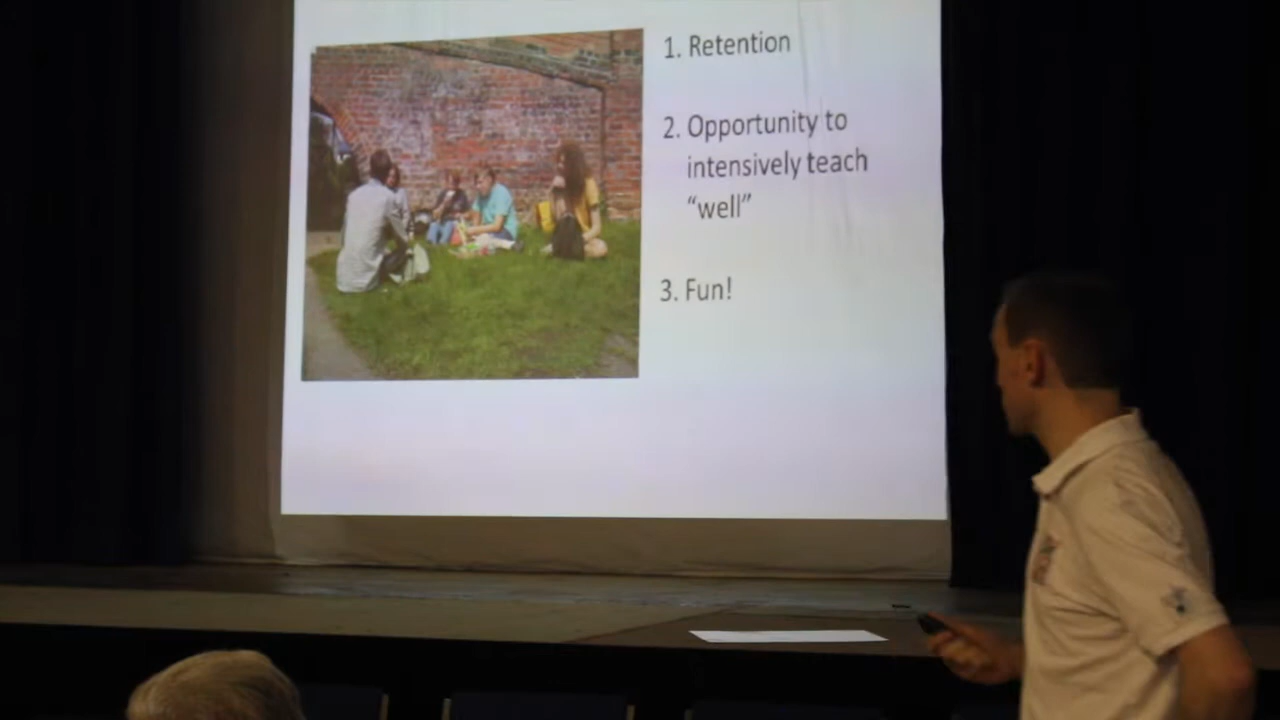 1. Retention
2. Opportunity to
intensively teach
“well”
3. Fun!